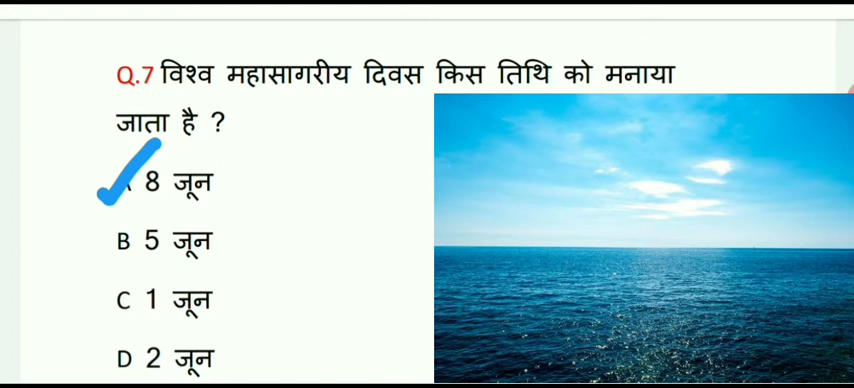 Q.7 विश्व महासागरीय दिवस किस तिथि को मनाया
जाता है ?
8 जून
B 5 जून
C 1 जून
D 2 जून